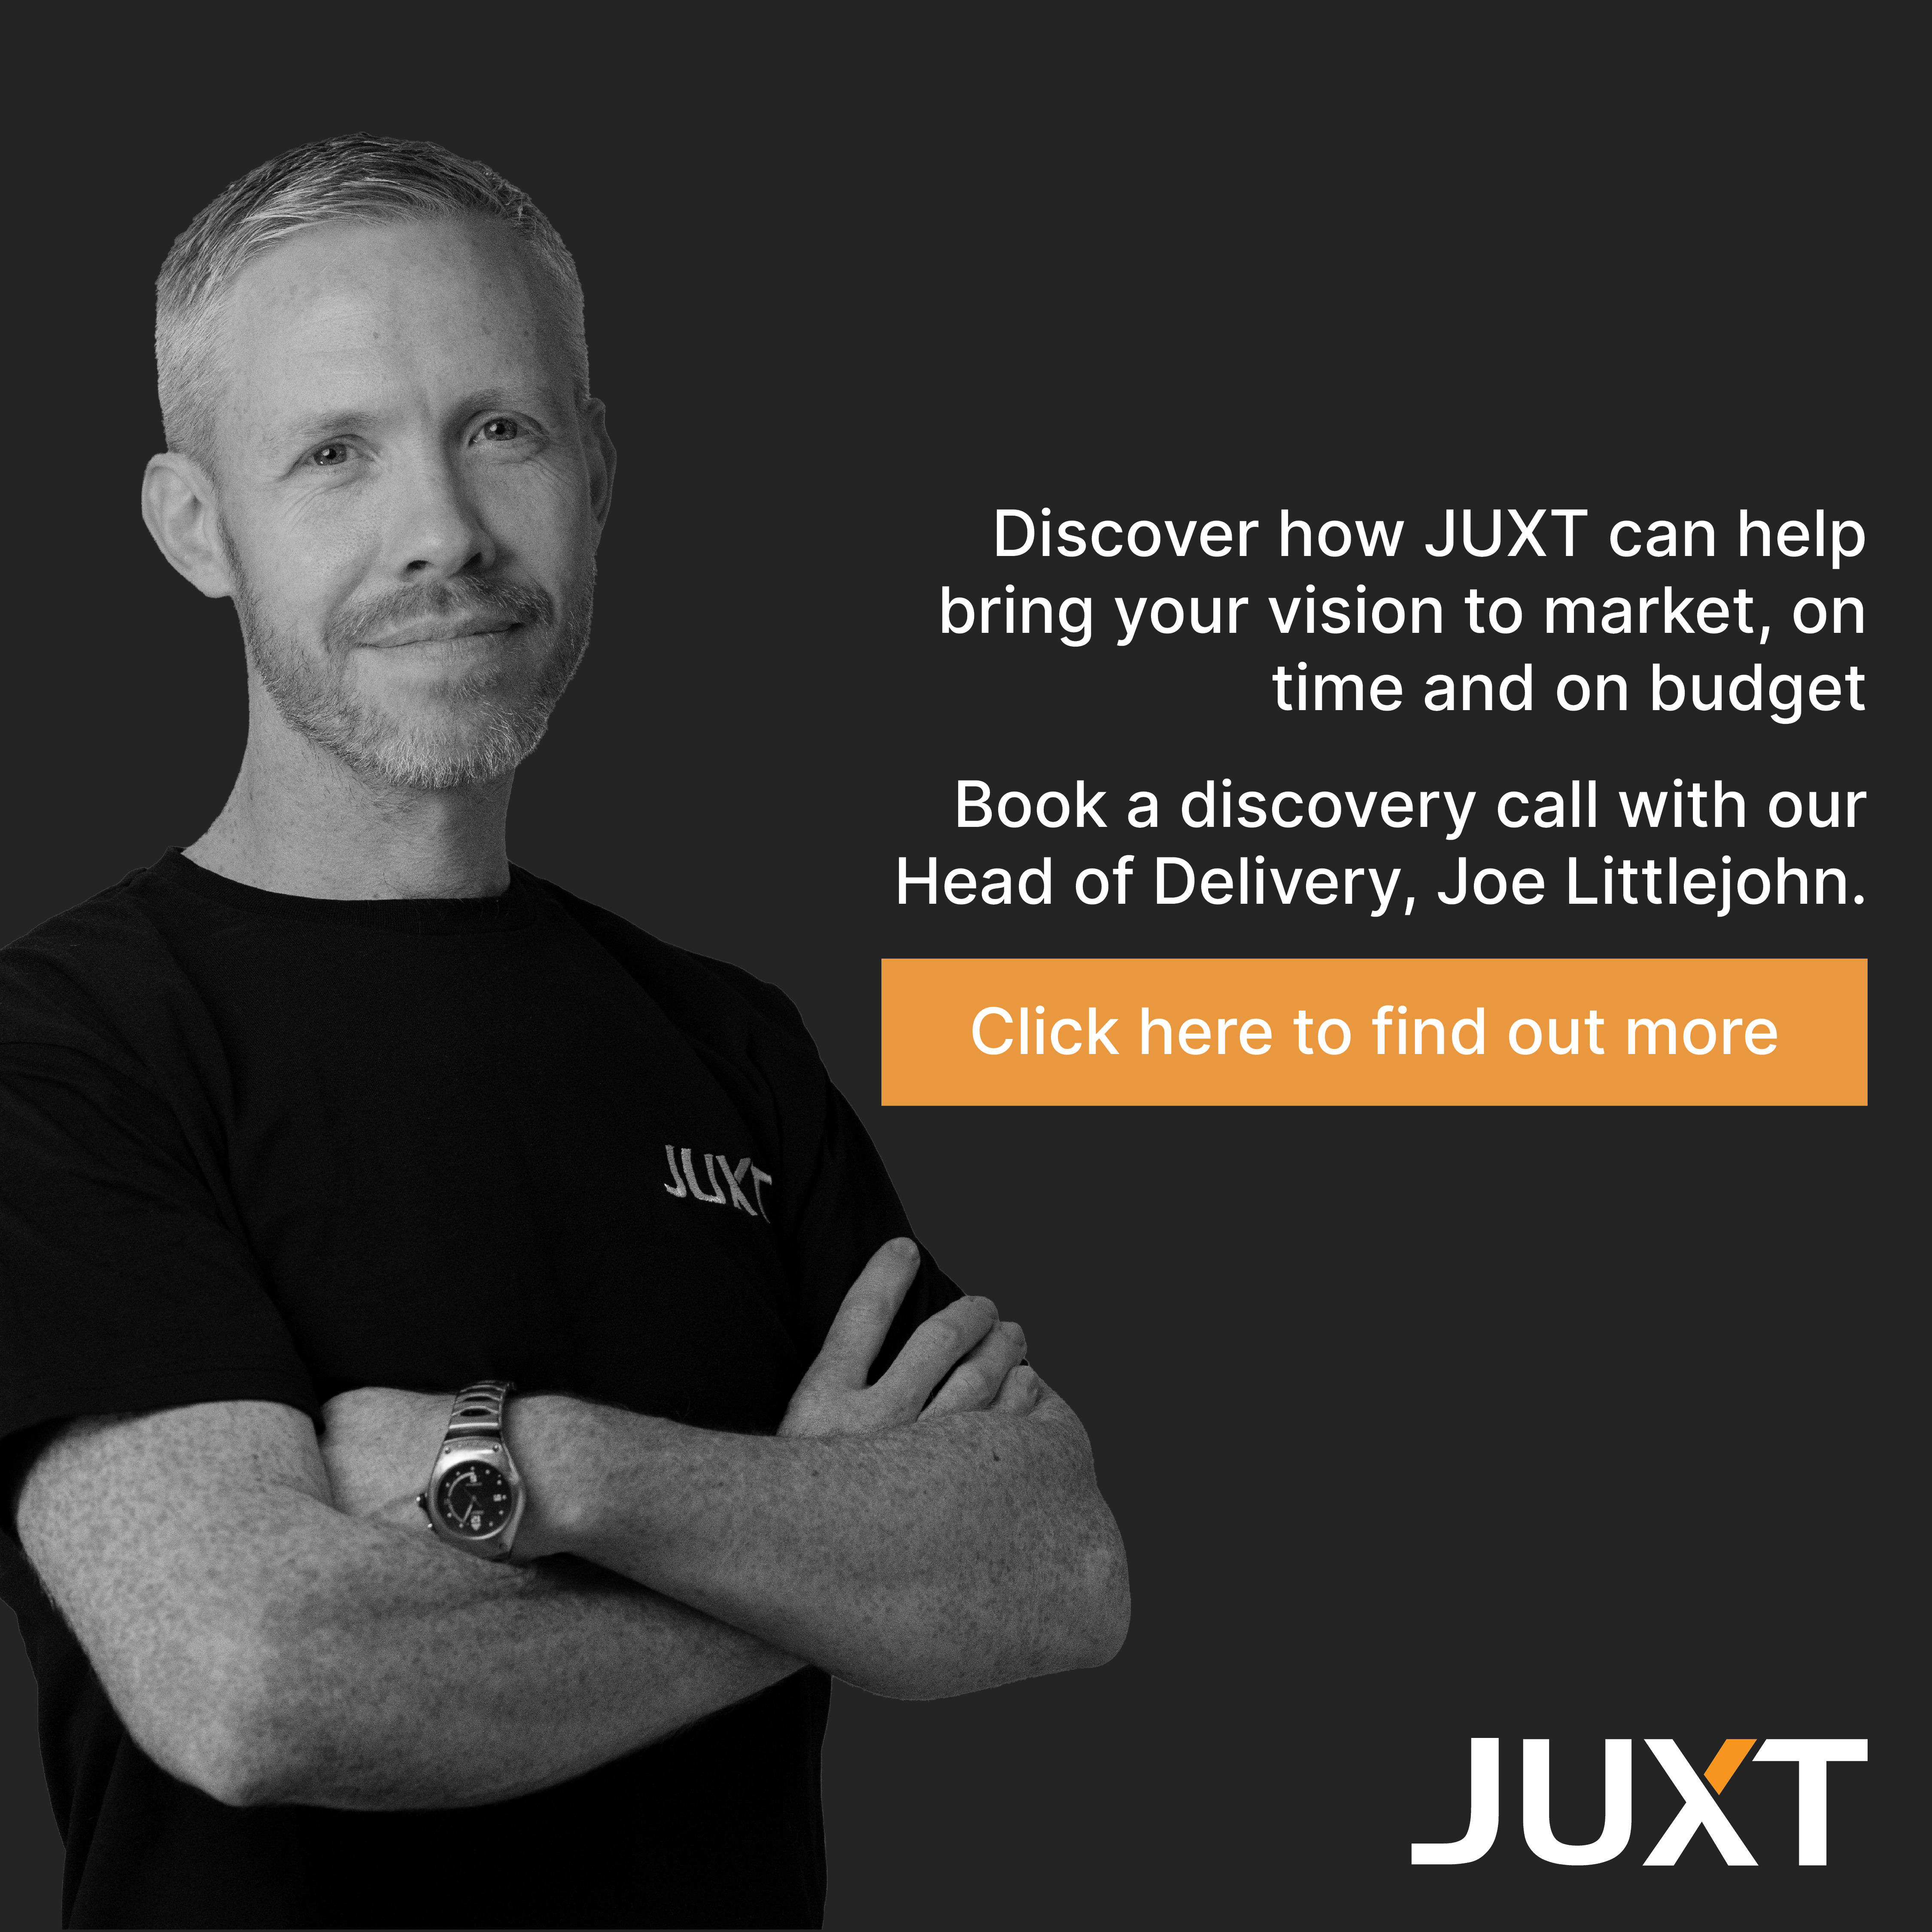 Discover how JUXT can help
bring your vision to market, on
time and on budget
Book a discovery call with our
Head of Delivery, Joe Littlejohn.
Click here to find out more
JUXT
JUXT